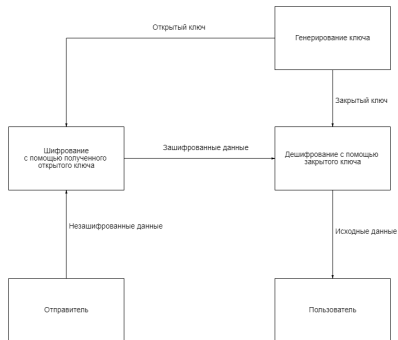 Открытый ключ
Генерирование ключа
Закрытый ключ
Шифрование
с помощью полученного
открытого ключа
Зашифрованные данные
Дешифрование с помощью
закрытого ключа
Незашифрованные данные
Исходные данные
Отправитель
Пользователь